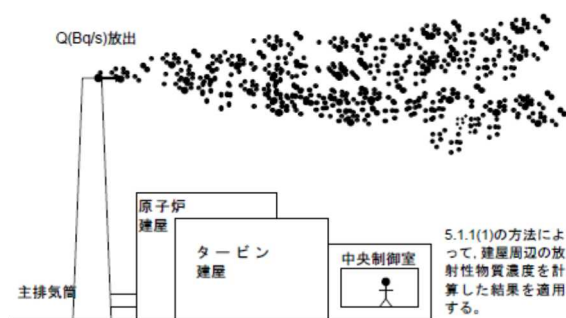 Q(Bq/s)放出
原子炉
建屋
タービン
建屋
中央制御室
主排気筒
5.1.1(1)の方法によ
って,建屋周辺の放
射性物質濃度を計
算した結果を適用
する。